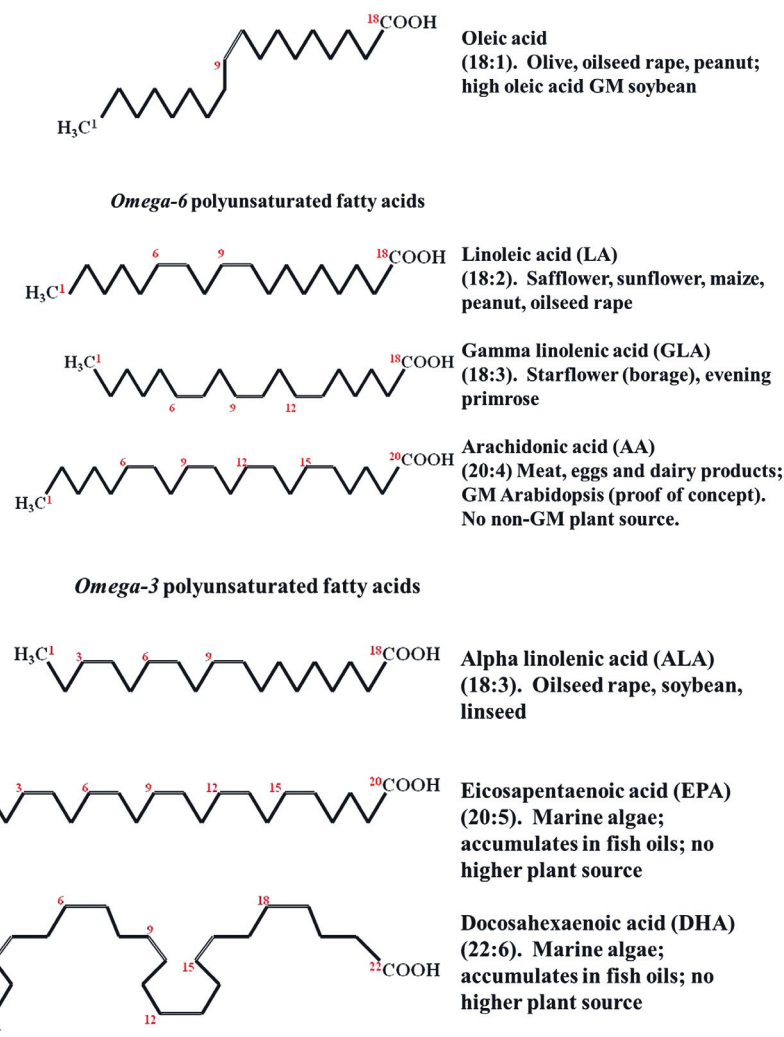 18COOH
9
H3C1
Oleic acid
(18:1). Olive, oilseed rape, peanut;
high oleic acid GM soybean
Omega-6 polyunsaturated fatty acids
6 9 18COOH
H3C1
Linoleic acid (LA)
(18:2). Safflower, sunflower, maize,
peanut, oilseed rape
H3C1 18COOH
6 9 12
Gamma linolenic acid (GLA)
(18:3). Starflower (borage), evening
primrose
6 9 12 15 20COOH
H3C1
Arachidonic acid (AA)
(20:4) Meat, eggs and dairy products;
GM Arabidopsis (proof of concept).
No non-GM plant source.
Omega-3 polyunsaturated fatty acids
H3C1 3 6 9 18COOH
Alpha linolenic acid (ALA)
(18:3). Oilseed rape, soybean,
linseed
3 6 9 12 15 20COOH
Eicosapentaenoic acid (EPA)
(20:5). Marine algae;
accumulates in fish oils; no
higher plant source
6 18
9
15 22COOH
12
Docosahexaenoic acid (DHA)
(22:6). Marine algae;
accumulates in fish oils; no
higher plant source